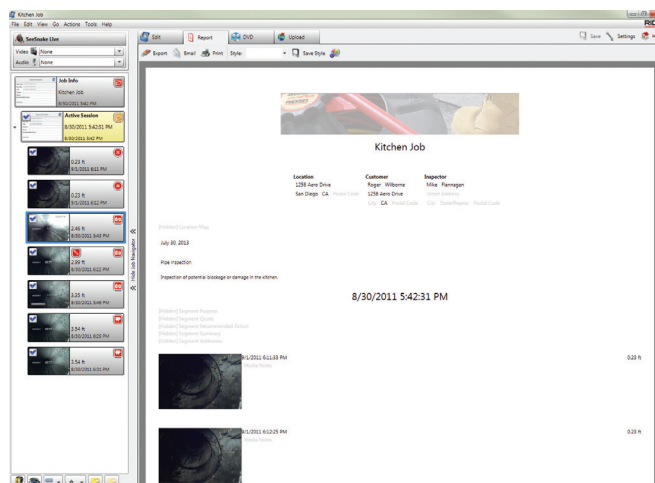 Kitchen Job
File Edit View Go Actions Tools Help
SeeSnake Live
Video None
Audio None
Job Info
Kitchen Job
8/30/2011 5:42 PM
Active Session
8/30/2011 5:42:31 PM
8/30/2011 5:42 PM
0.23 ft
9/1/2011 6:11 PM
0.23 ft
9/1/2011 6:12 PM
2.46 ft
8/30/2011 5:43 PM
2.99 ft
8/30/2011 6:22 PM
3.25 ft
8/30/2011 5:49 PM
3.54 ft
8/30/2011 6:29 PM
3.54 ft
8/30/2011 6:31 PM
Hide Job Navigator
Edit Report DVD Upload
Save Settings
Export Email Print Style: Save Style
Kitchen Job
Location Customer Inspector
1258 Aero Drive Roger Wilborne Mike Flannagan
San Diego CA Postal Code 1258 Aero Drive Street Address
City CA Postal Code City State/Region Postal Code
[Hidden] Location Map
July 30, 2013
Pipe Inspection
Inspection of potential blockage or damage in the kitchen.
8/30/2011 5:42:31 PM
[Hidden] Segment Purpose
[Hidden] Segment Quote
[Hidden] Segment Recommended Action
[Hidden] Segment Summary
[Hidden] Segment Addresses
9/1/2011 6:11:33 PM 0.23 ft
Media Notes
9/1/2011 6:12:25 PM 0.23 ft
Media Notes